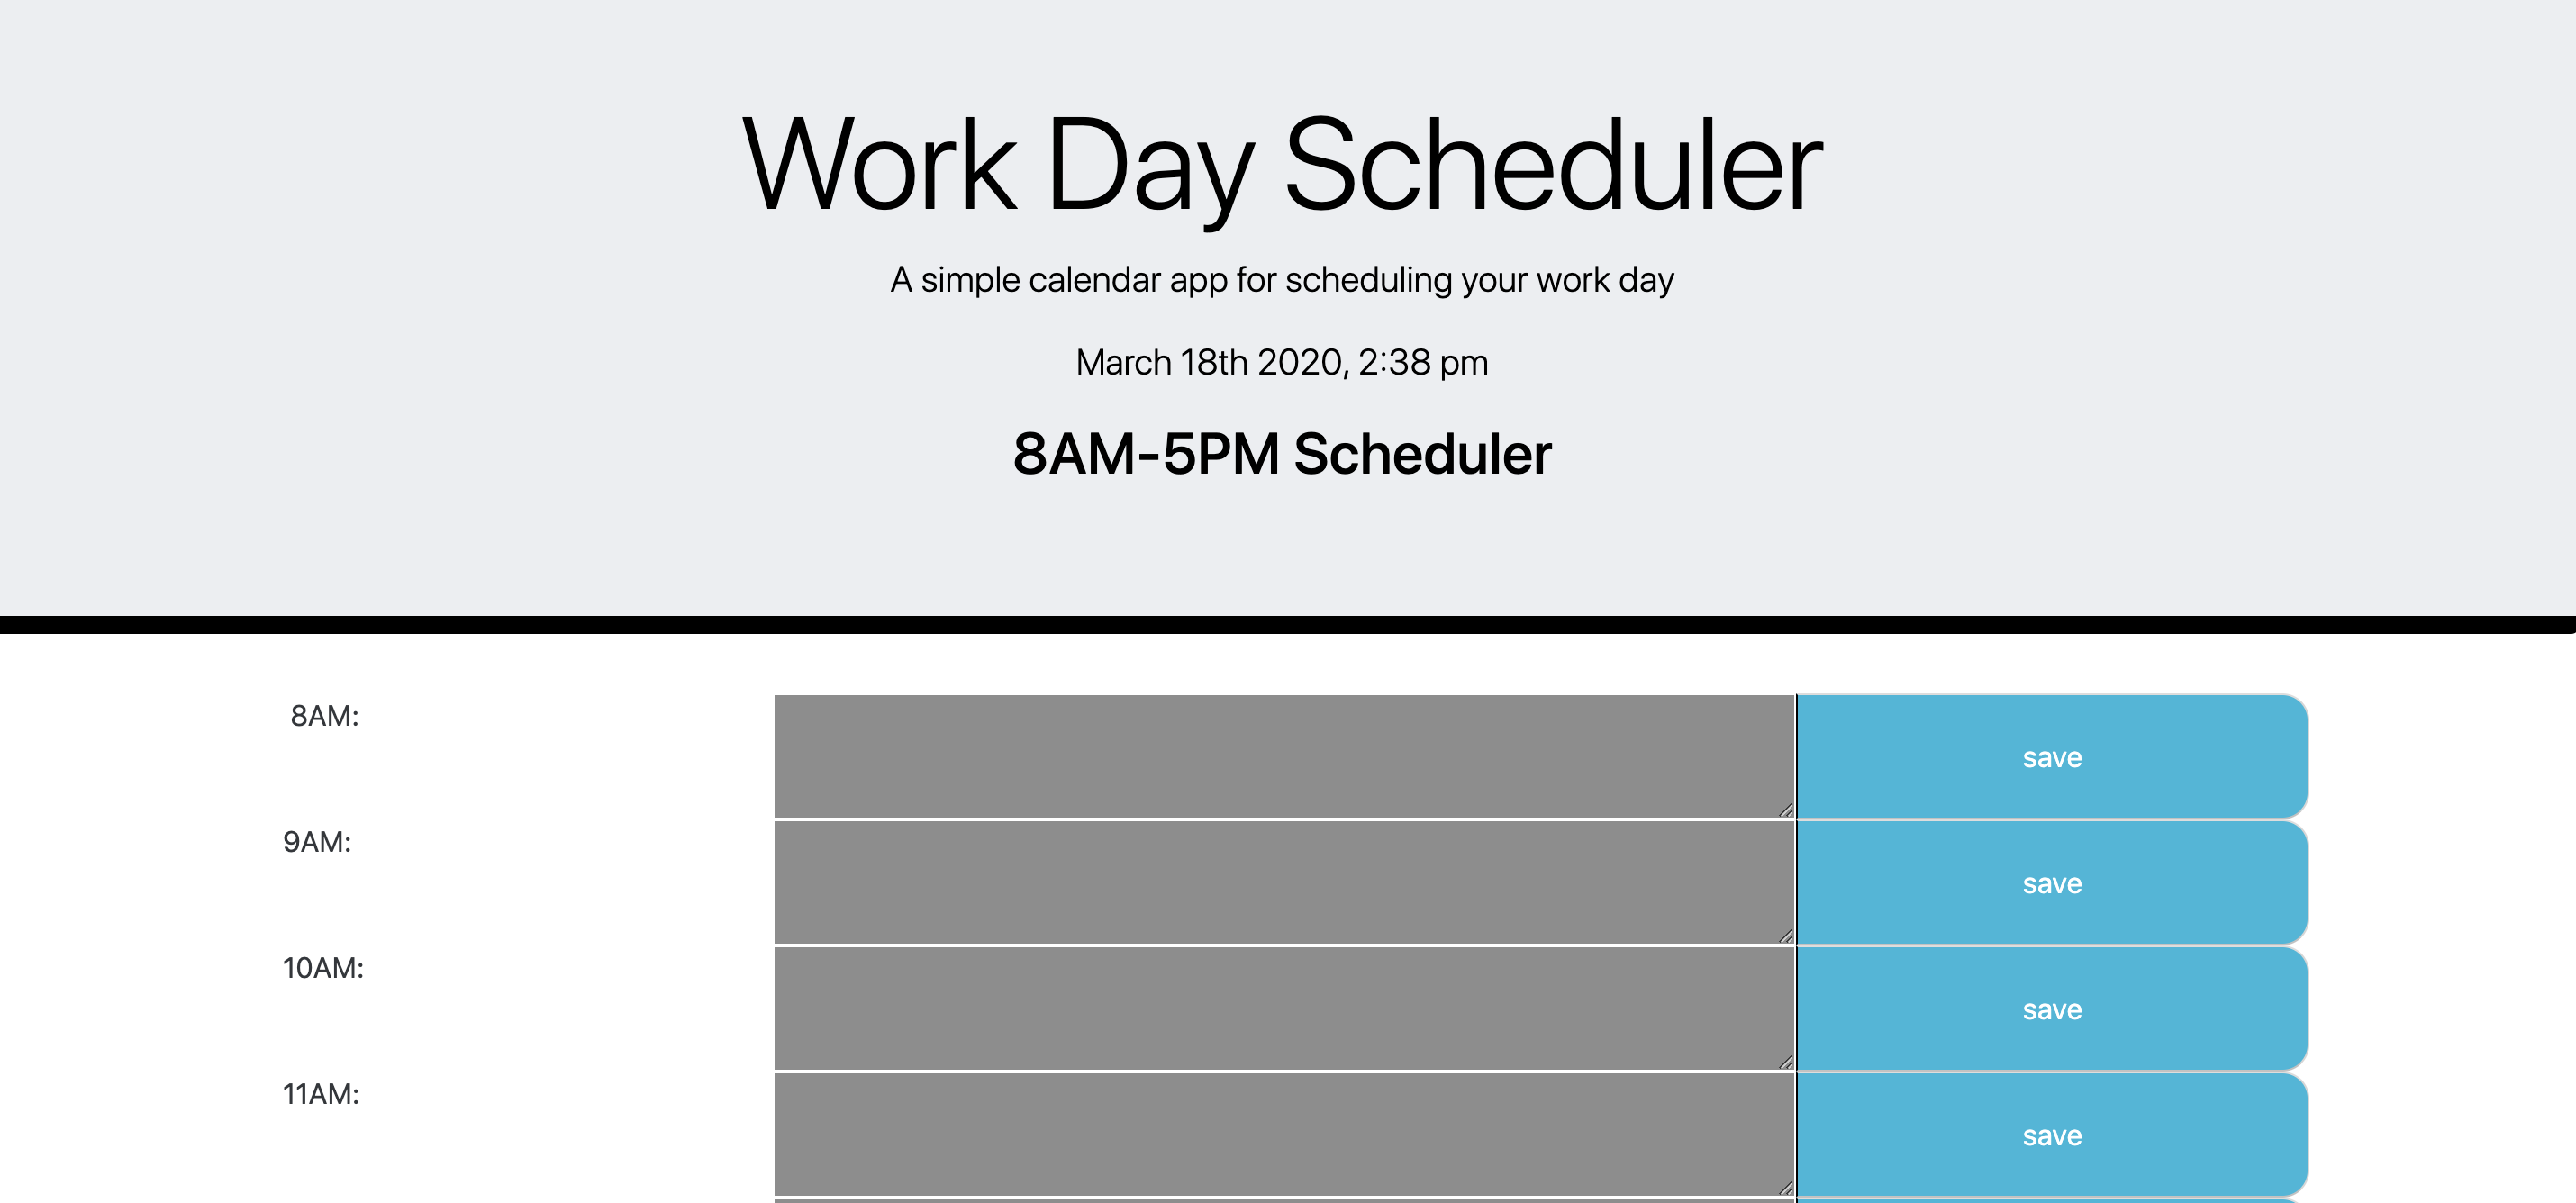 Work Day Scheduler
A simple calendar app for scheduling your work day
March 18th 2020, 2:38 pm
8AM-5PM Scheduler
8AM:
save
9AM:
save
10AM:
save
11AM:
save